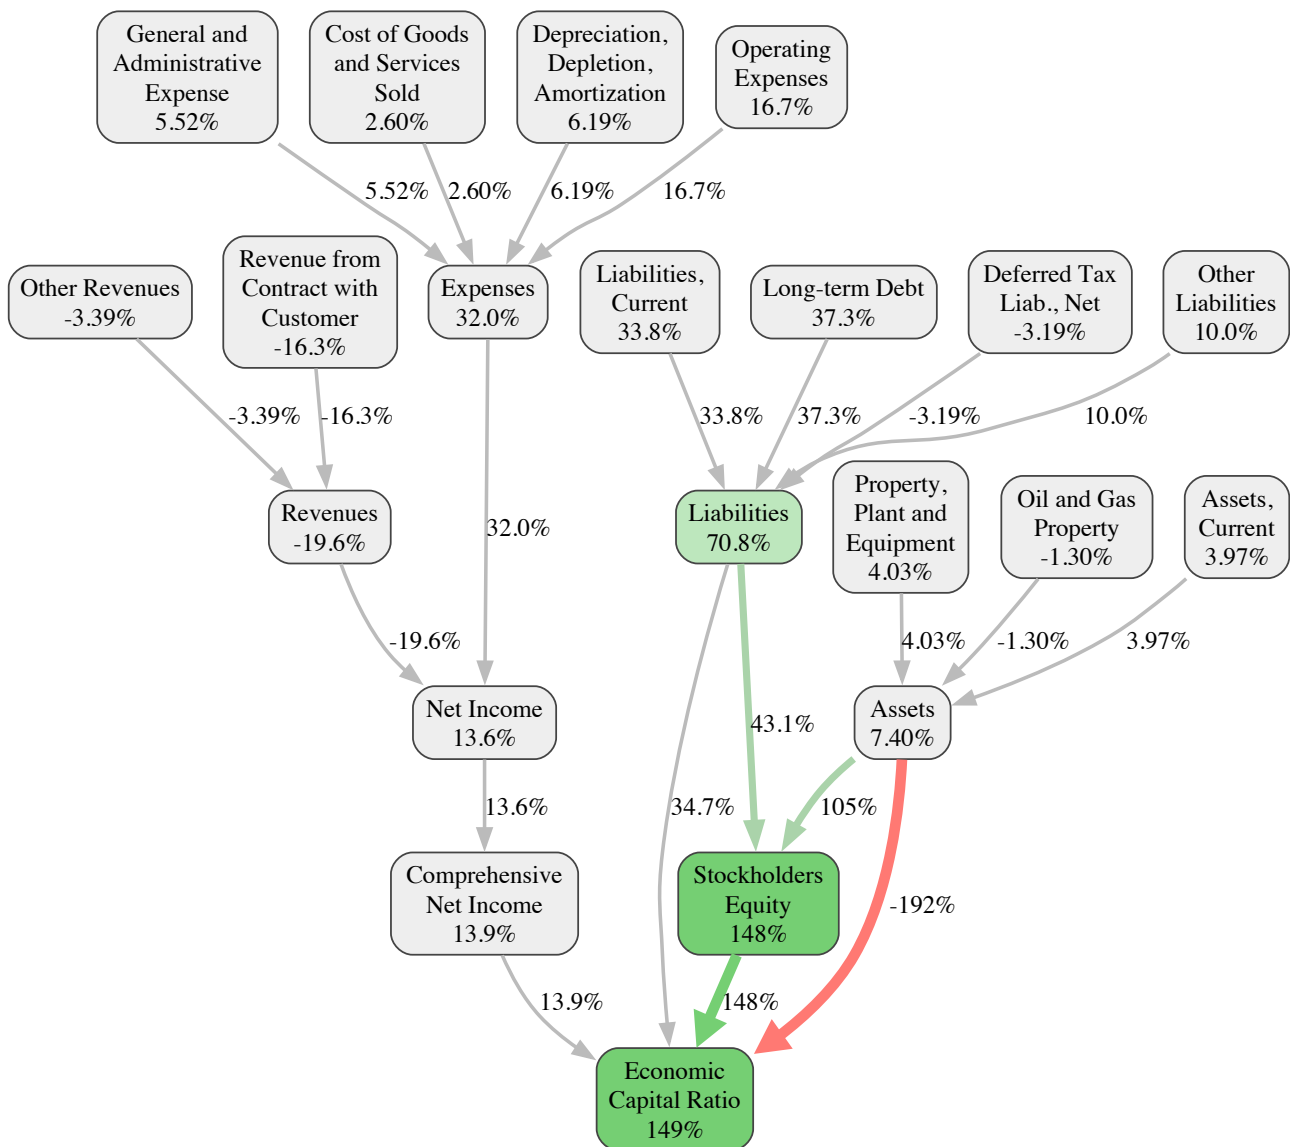 General and
Administrative
Expense
5.52%
Cost of Goods
and Services
Sold
2.60%
Depreciation,
Depletion,
Amortization
6.19%
Operating
Expenses
16.7%
5.52%
2.60%
6.19%
16.7%
Other Revenues
-3.39%
Revenue from
Contract with
Customer
-16.3%
Expenses
32.0%
Liabilities,
Current
33.8%
Long-term Debt
37.3%
Deferred Tax
Liab., Net
-3.19%
Other
Liabilities
10.0%
-3.39%
-16.3%
33.8%
37.3%
-3.19%
10.0%
Revenues
-19.6%
32.0%
Liabilities
70.8%
Property,
Plant and
Equipment
4.03%
Oil and Gas
Property
-1.30%
Assets,
Current
3.97%
-19.6%
4.03%
-1.30%
3.97%
Net Income
13.6%
43.1%
Assets
7.40%
13.6%
34.7%
105%
Comprehensive
Net Income
13.9%
Stockholders
Equity
148%
-192%
13.9%
148%
Economic
Capital Ratio
149%